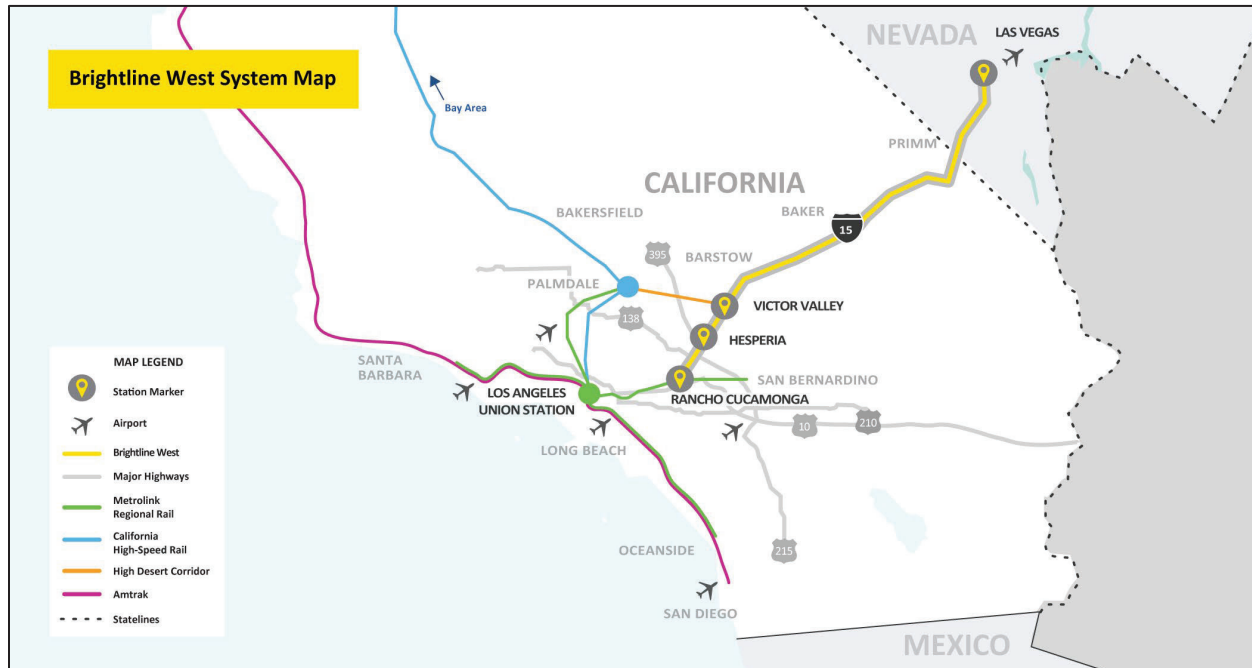 Brightline West System Map
NEVADA
LAS VEGAS
Bay Area
PRIMM
CALIFORNIA
BAKERSFIELD
BAKER
15
395
BARSTOW
PALMDALE
VICTOR VALLEY
138
HESPERIA
SANTA
BARBARA
SAN BERNARDINO
LOS ANGELES
UNION STATION
RANCHO CUCAMONGA
10
210
LONG BEACH
OCEANSIDE
215
SAN DIEGO
MEXICO
MAP LEGEND
Station Marker
Airport
Brightline West
Major Highways
Metrolink
Regional Rail
California
High-Speed Rail
High Desert Corridor
Amtrak
Statelines